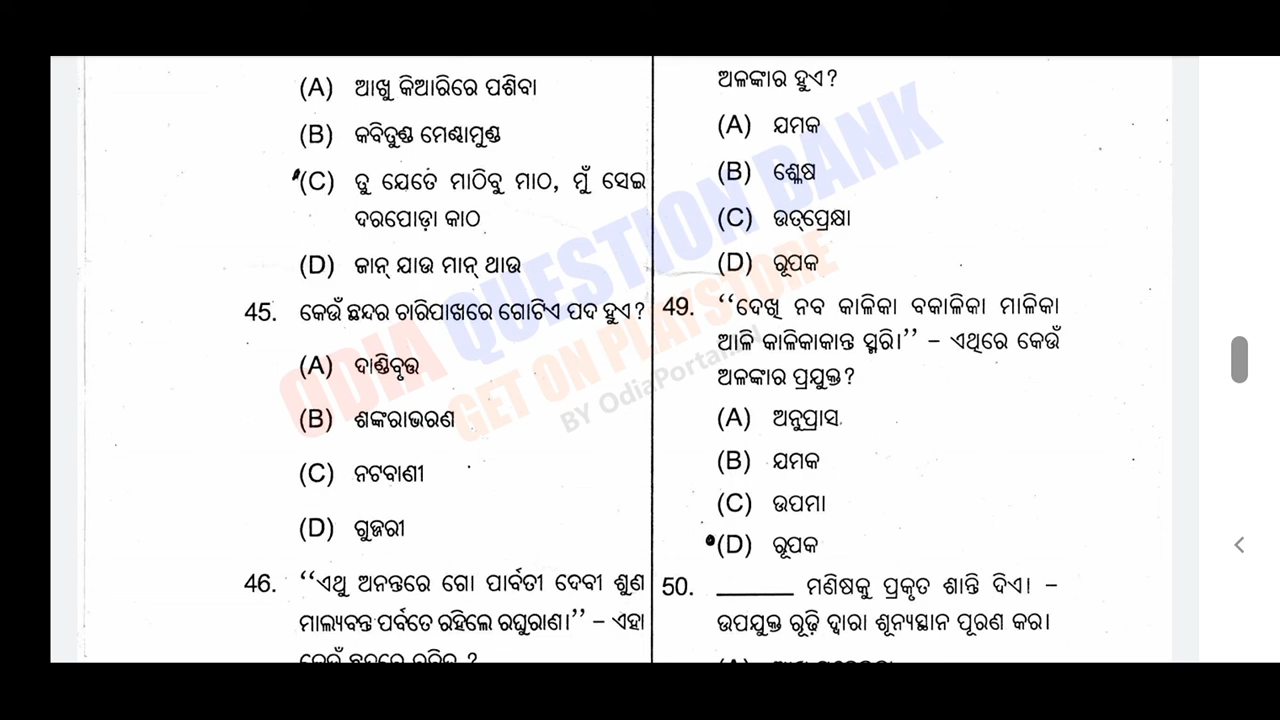 (A) ଆଖୁ କିଆରିରେ ପଶିବା
(B) କବିତୁଣ୍ଡ ମେଣ୍ଢାମୁଣ୍ଡ
(C) ତୁ ଯେତେ ମାଠିବୁ ମାଠ, ମୁଁ ସେଇ
ଦରପୋଡ଼ା କାଠ
(D) ଜାନ୍ ଯାଉ ମାନ୍ ଥାଉ
45. କେଉଁ ଛନ୍ଦର ଚାରିପାଖରେ ଗୋଟିଏ ପଦ ହୁଏ?
(A) ଦାଣ୍ଡିବୃତ୍ତ
(B) ଶଙ୍କରାଭରଣ
(C) ନଟବାଣୀ
(D) ଗୁଜରୀ
46. ‘‘ଏଥୁ ଅନନ୍ତରେ ଗୋ ପାର୍ବତୀ ଦେବୀ ଶୁଣ
ମାଲ୍ୟବନ୍ତ ପର୍ବତେ ରହିଲେ ରଘୁରାଣ।’’ – ଏହା
ଅଳଙ୍କାର ହୁଏ?
(A) ଯମକ
(B) ଶ୍ଳେଷ
(C) ଉତ୍‌ପ୍ରେକ୍ଷା
(D) ରୂପକ
49. ‘‘ଦେଖି ନବ କାଳିକା ବକାଳିକା ମାଳିକା
ଆଳି କାଳିକାକାନ୍ତ ସ୍ମରି।’’ – ଏଥିରେ କେଉଁ
ଅଳଙ୍କାର ପ୍ରଯୁକ୍ତ?
(A) ଅନୁପ୍ରାସ
(B) ଯମକ
(C) ଉପମା
(D) ରୂପକ
50. ______ ମଣିଷକୁ ପ୍ରକୃତ ଶାନ୍ତି ଦିଏ। –
ଉପଯୁକ୍ତ ରୂଢ଼ି ଦ୍ୱାରା ଶୂନ୍ୟସ୍ଥାନ ପୂରଣ କର।
ODIA QUESTION BANK
GET ON PLAYSTORE
BY OdiaPortal.IN